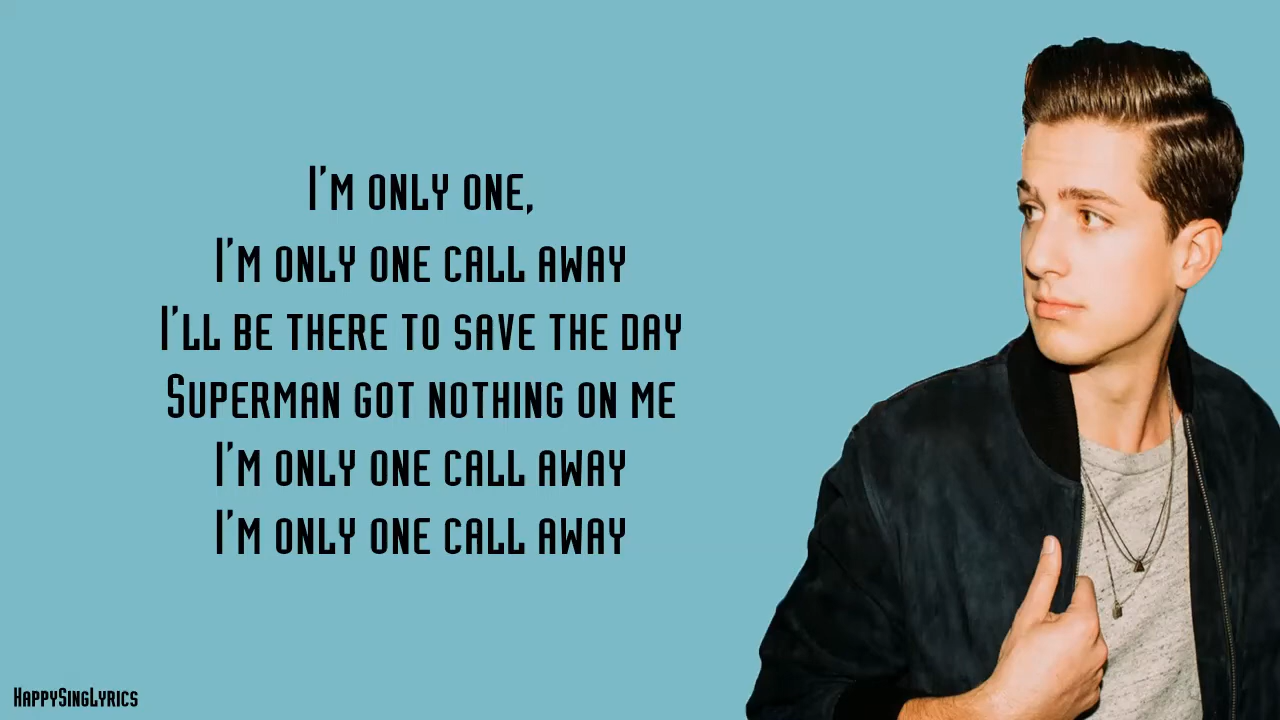 I'm only one,
I'm only one call away
I'll be there to save the day
Superman got nothing on me
I'm only one call away
I'm only one call away
HappySingLyrics